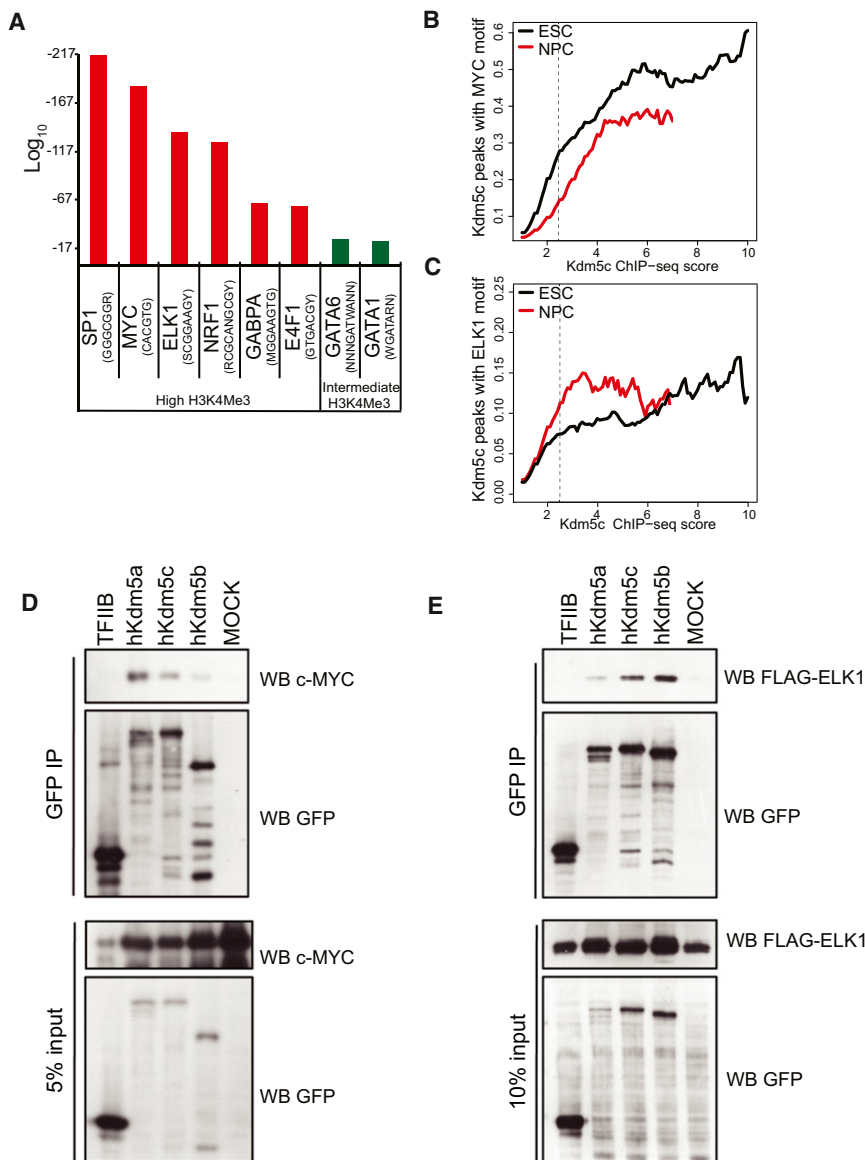 A
Log10
-217
-167
-117
-67
-17
SP1 (GGGCGGR)
MYC (CACGTG)
ELK1 (SCGGAAGY)
NRF1 (RCGCANGCGY)
GABPA (MGGAAGTG)
E4F1 (GTGACGY)
GATA6 (NNNGATWANN)
GATA1 (WGATARN)
High H3K4Me3
Intermediate
H3K4Me3
B
Kdm5c peaks with MYC motif
0.6
0.5
0.4
0.3
0.2
0.1
ESC
NPC
2 4 6 8 10
Kdm5c ChIP-seq score
C
Kdm5c peaks with ELK1 motif
0.25
0.20
0.15
0.10
0.05
0.00
ESC
NPC
2 4 6 8 10
Kdm5c ChIP-seq score
D
TFIIB
hKdm5a
hKdm5c
hKdm5b
MOCK
GFP IP
WB c-MYC
WB GFP
5% input
WB c-MYC
WB GFP
E
TFIIB
hKdm5a
hKdm5c
hKdm5b
MOCK
GFP IP
WB FLAG-ELK1
WB GFP
10% input
WB FLAG-ELK1
WB GFP